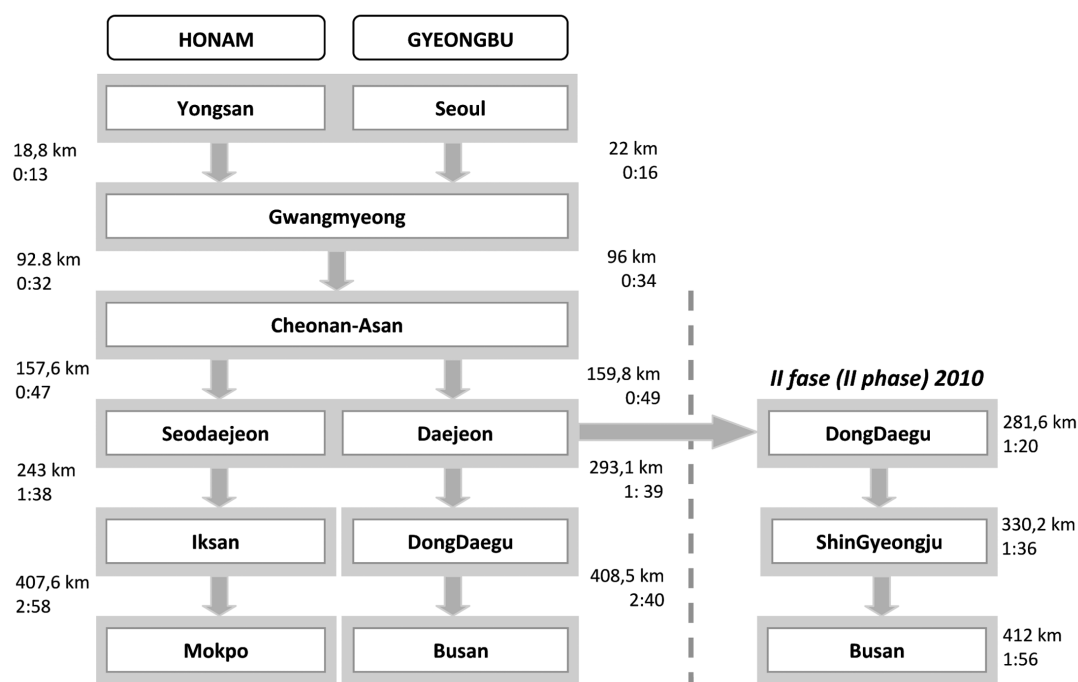 HONAM
GYEONGBU
Yongsan
Seoul
18,8 km
0:13
22 km
0:16
Gwangmyeong
92.8 km
0:32
96 km
0:34
Cheonan-Asan
157,6 km
0:47
159,8 km
0:49
II fase (II phase) 2010
Seodaejeon
Daejeon
DongDaegu
281,6 km
1:20
243 km
1:38
293,1 km
1: 39
Iksan
DongDaegu
ShinGyeongju
330,2 km
1:36
407,6 km
2:58
408,5 km
2:40
Mokpo
Busan
Busan
412 km
1:56